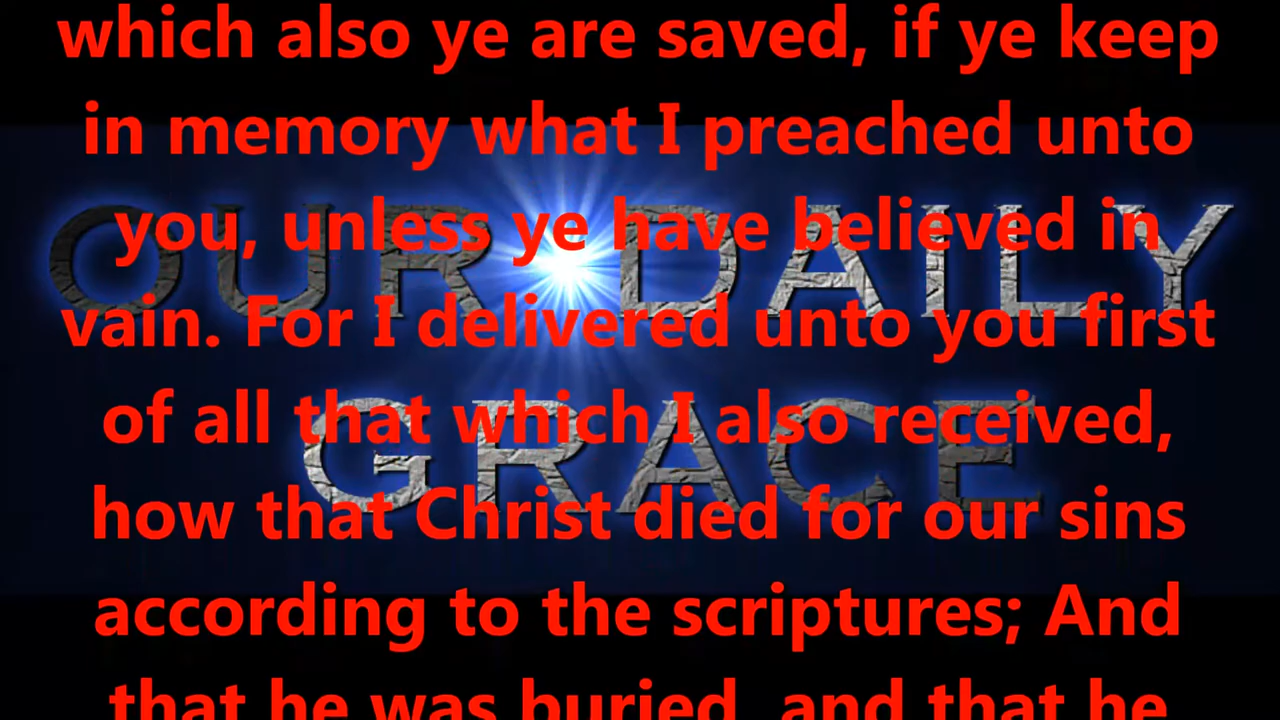 which also ye are saved, if ye keep
in memory what I preached unto
you, unless ye have believed in
vain. For I delivered unto you first
of all that which I also received,
how that Christ died for our sins
according to the scriptures; And
that he was buried, and that he
OUR DAILY
GRACE